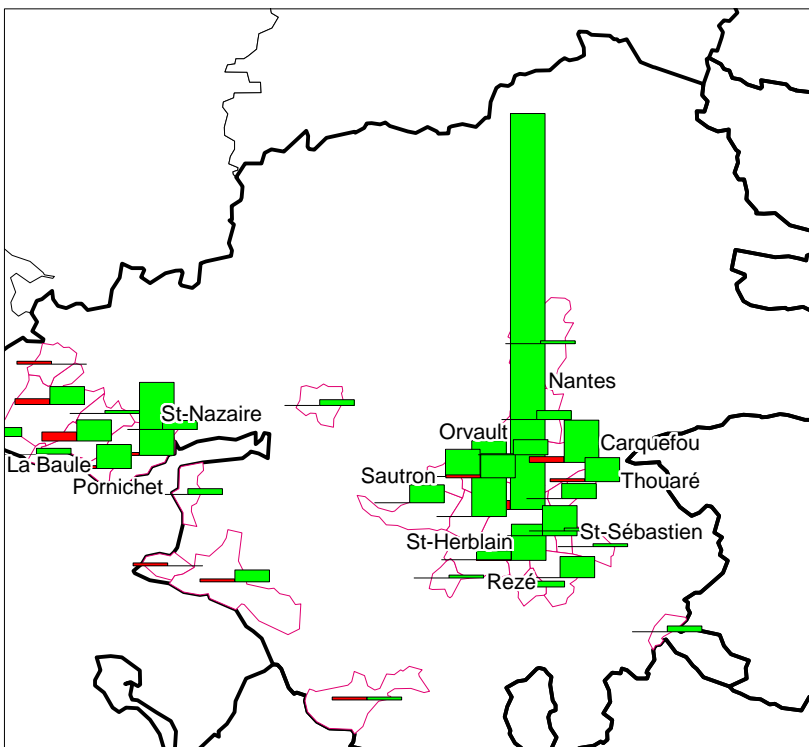 Nantes
St-Nazaire
Orvault
Carquefou
La Baule
Sautron
Thouaré
Pornichet
St-Sébastien
St-Herblain
Rezé